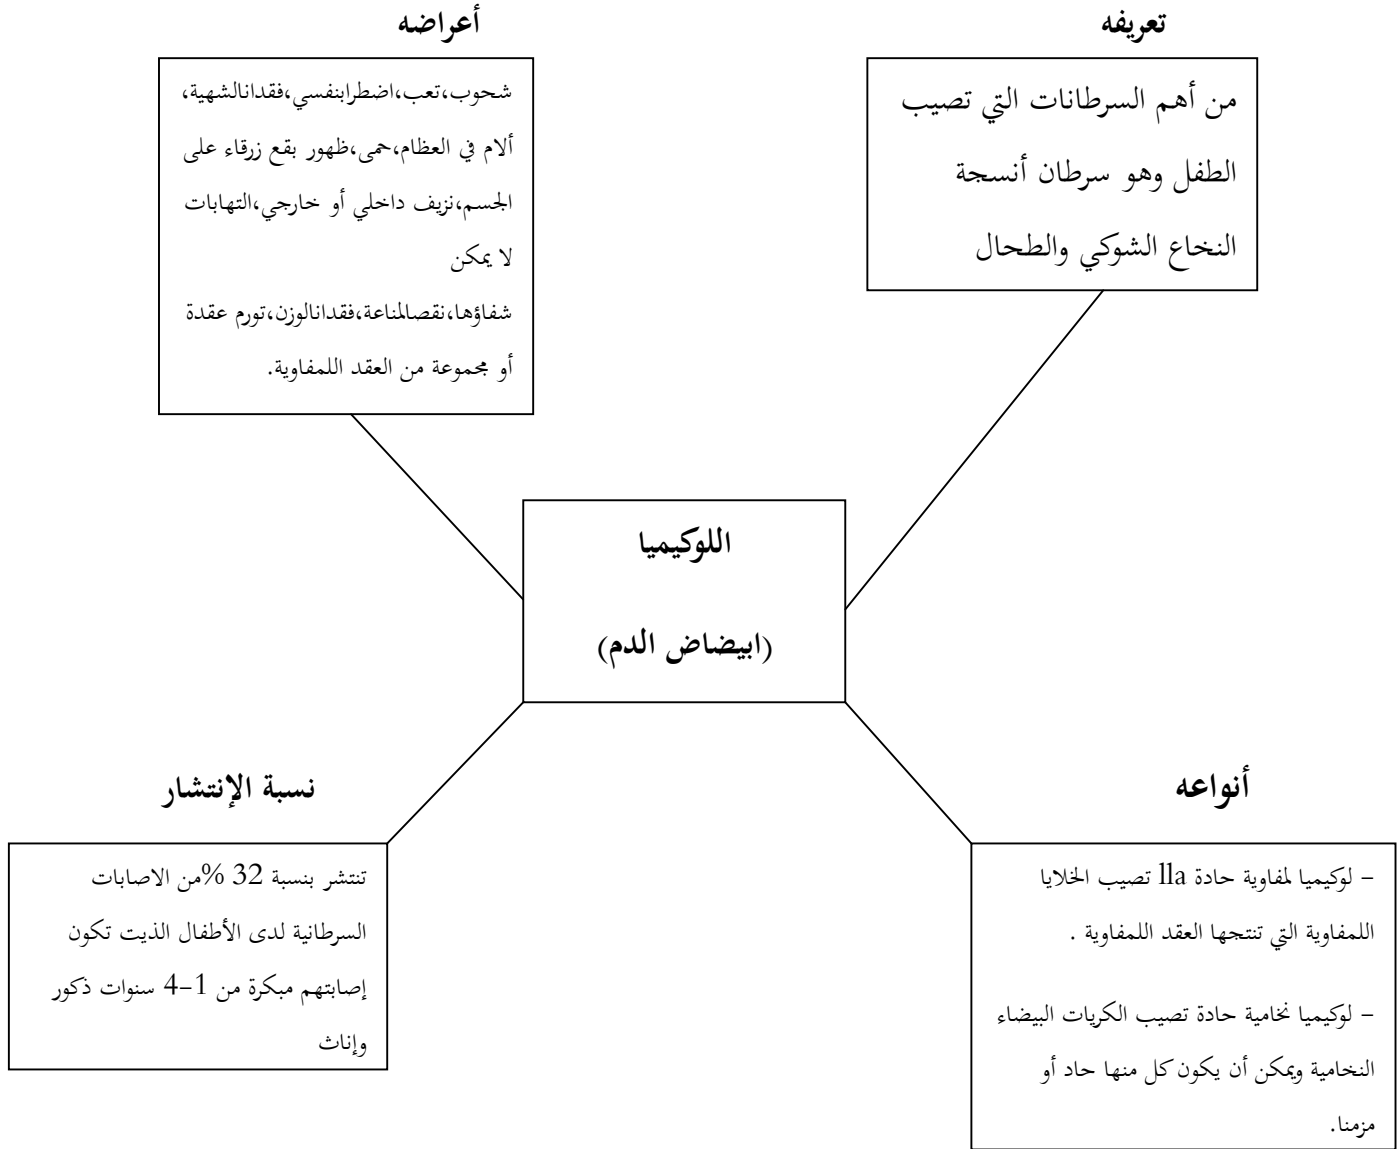 تعريفه
من أهم السرطانات التي تصيب
الطفل وهو سرطان أنسجة
النخاع الشوكي والطحال
أعراضه
شحوب،تعب،اضطرابنفسي،فقدانالشهية،
ألام في العظام،حمى،ظهور بقع زرقاء على
الجسم،نزيف داخلي أو خارجي،التهابات
لا يمكن
شفاؤها،نقصالمناعة،فقدانالوزن،تورم عقدة
أو مجموعة من العقد اللمفاوية.
اللوكيميا
(ابيضاض الدم)
أنواعه
- لوكيميا لمفاوية حادة lla تصيب الخلايا
اللمفاوية التي تنتجها العقد اللمفاوية .
- لوكيميا نخامية حادة تصيب الكريات البيضاء
النخامية ويمكن أن يكون كل منها حاد أو
مزمنا.
نسبة الإنتشار
تنتشر بنسبة 32 %من الاصابات
السرطانية لدى الأطفال الذيت تكون
إصابتهم مبكرة من 1-4 سنوات ذكور
وإناث